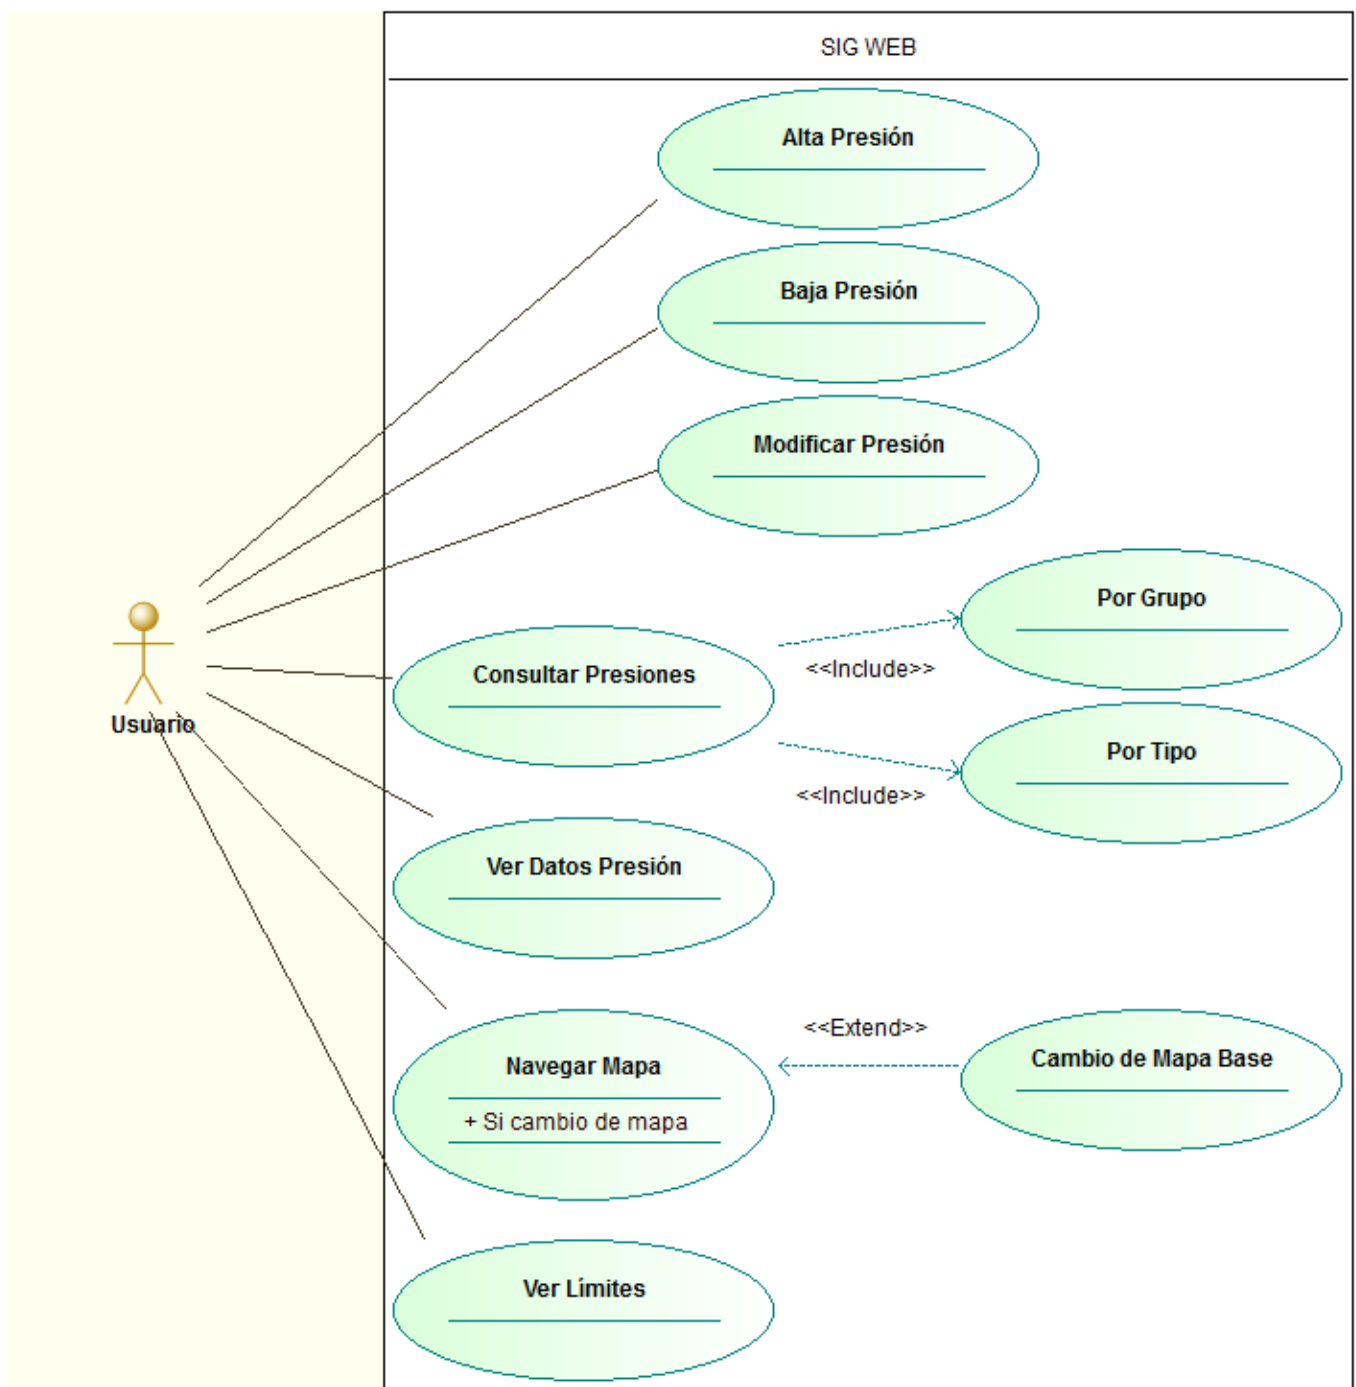 SIG WEB
Alta Presión
Baja Presión
Modificar Presión
Por Grupo
<<Include>>
Consultar Presiones
Usuario
Por Tipo
<<Include>>
Ver Datos Presión
<<Extend>>
Navegar Mapa
Cambio de Mapa Base
+ Si cambio de mapa
Ver Límites